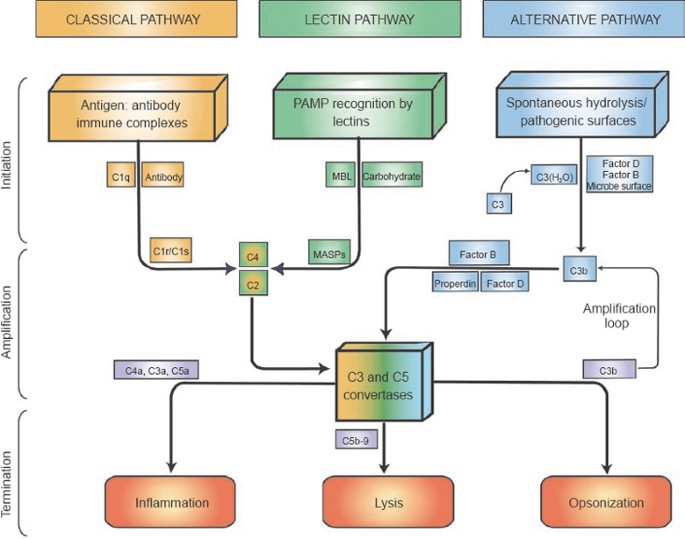 CLASSICAL PATHWAY
LECTIN PATHWAY
ALTERNATIVE PATHWAY
Initiation
Antigen: antibody
immune complexes
PAMP recognition by
lectins
Spontaneous hydrolysis/
pathogenic surfaces
C1q
Antibody
MBL
Carbohydrate
C3
C3(H₂O)
Factor D
Factor B
Microbe surface
C1r/C1s
C4
C2
MASPs
Amplification
Factor B
Properdin
Factor D
C3b
Amplification
loop
C4a, C3a, C5a
C3 and C5
convertases
C3b
C5b-9
Termination
Inflammation
Lysis
Opsonization